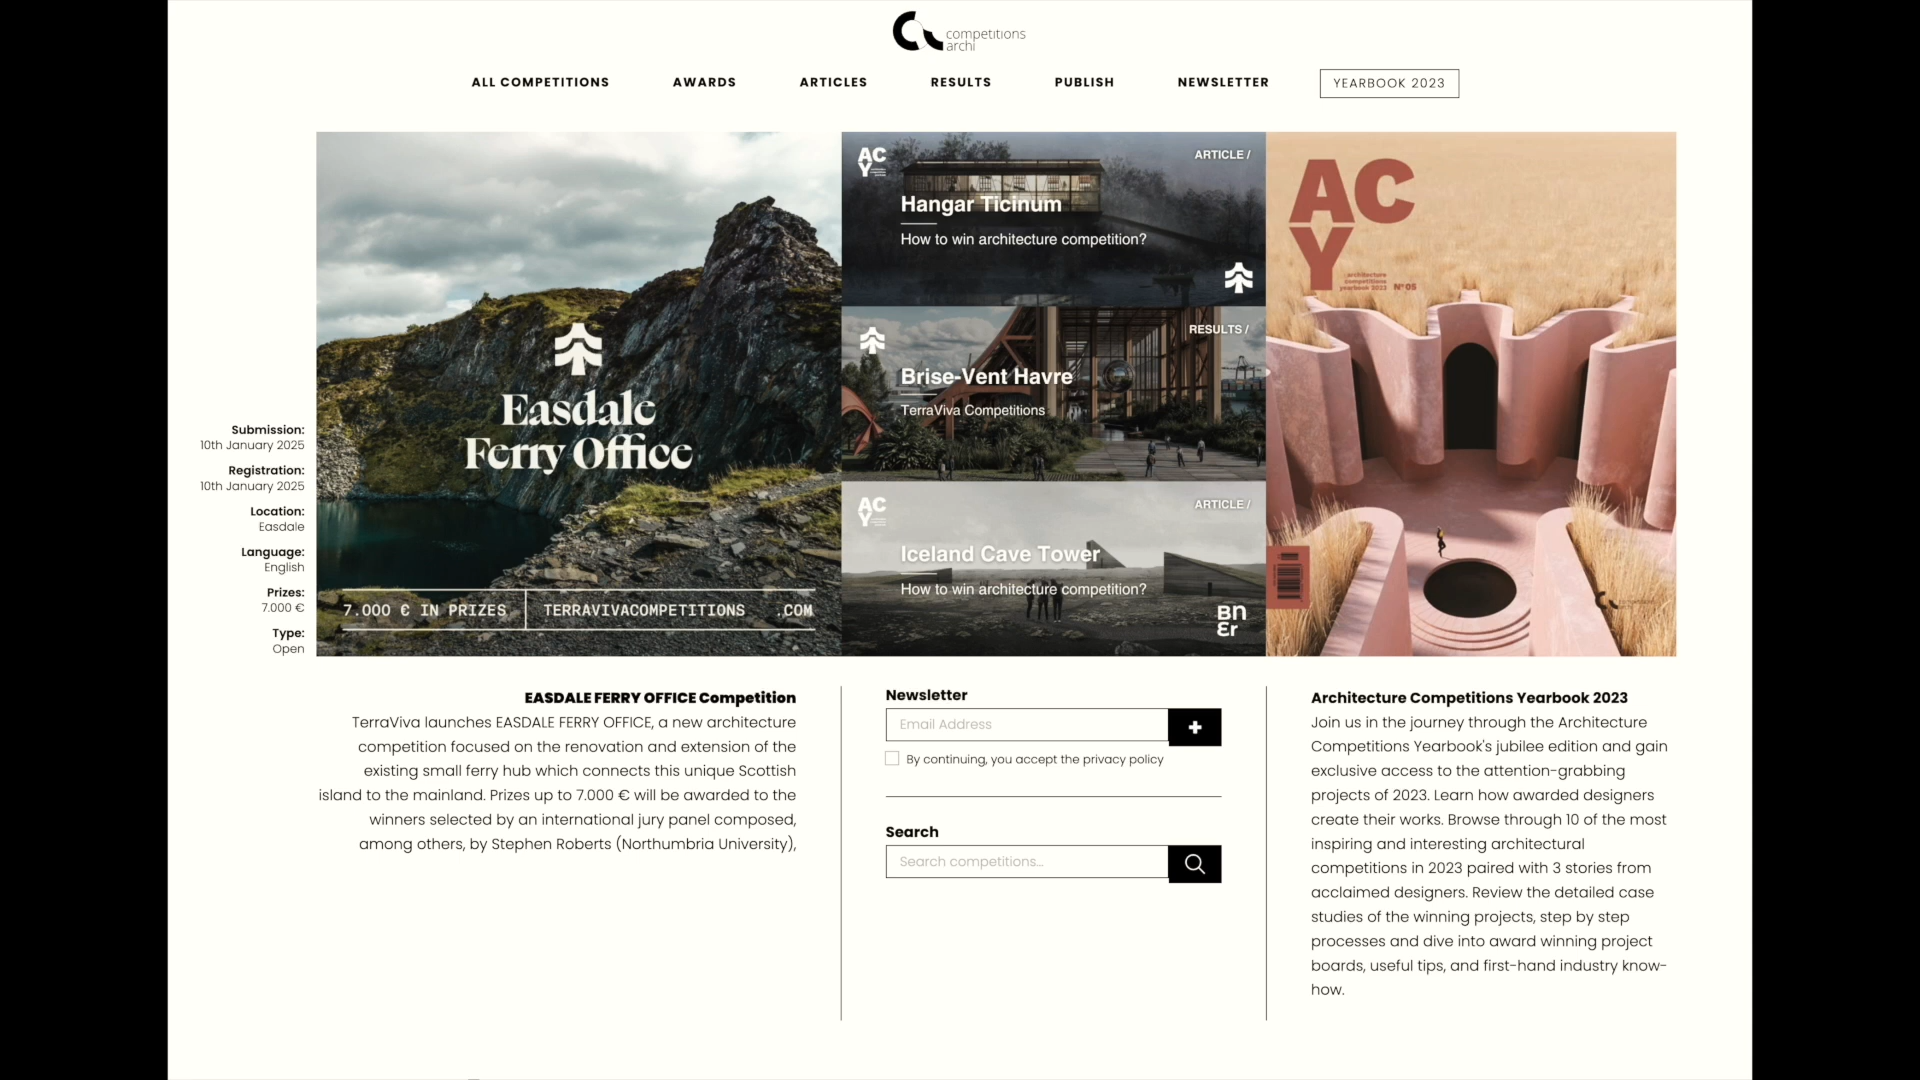 competitions
archi
ALL COMPETITIONS
AWARDS
ARTICLES
RESULTS
PUBLISH
NEWSLETTER
YEARBOOK 2023
Submission:
10th January 2025
Registration:
10th January 2025
Location:
Easdale
Language:
English
Prizes:
7.000 €
Type:
Open
Easdale
Ferry Office
7.000 € IN PRIZES
TERRAVIVACOMPETITIONS .COM
ACY
ARTICLE /
Hangar Ticinum
How to win architecture competition?
RESULTS /
Brise-Vent Havre
TerraViva Competitions
ACY
ARTICLE /
Iceland Cave Tower
How to win architecture competition?
Bn
Er
AC
Y
architecture
competitions
yearbook 2023 Nº 05
EASDALE FERRY OFFICE Competition
TerraViva launches EASDALE FERRY OFFICE, a new architecture
competition focused on the renovation and extension of the
existing small ferry hub which connects this unique Scottish
island to the mainland. Prizes up to 7.000 € will be awarded to the
winners selected by an international jury panel composed,
among others, by Stephen Roberts (Northumbria University),
Newsletter
Email Address
+
By continuing, you accept the privacy policy
Search
Search competitions...
Architecture Competitions Yearbook 2023
Join us in the journey through the Architecture
Competitions Yearbook's jubilee edition and gain
exclusive access to the attention-grabbing
projects of 2023. Learn how awarded designers
create their works. Browse through 10 of the most
inspiring and interesting architectural
competitions in 2023 paired with 3 stories from
acclaimed designers. Review the detailed case
studies of the winning projects, step by step
processes and dive into award winning project
boards, useful tips, and first-hand industry know-
how.